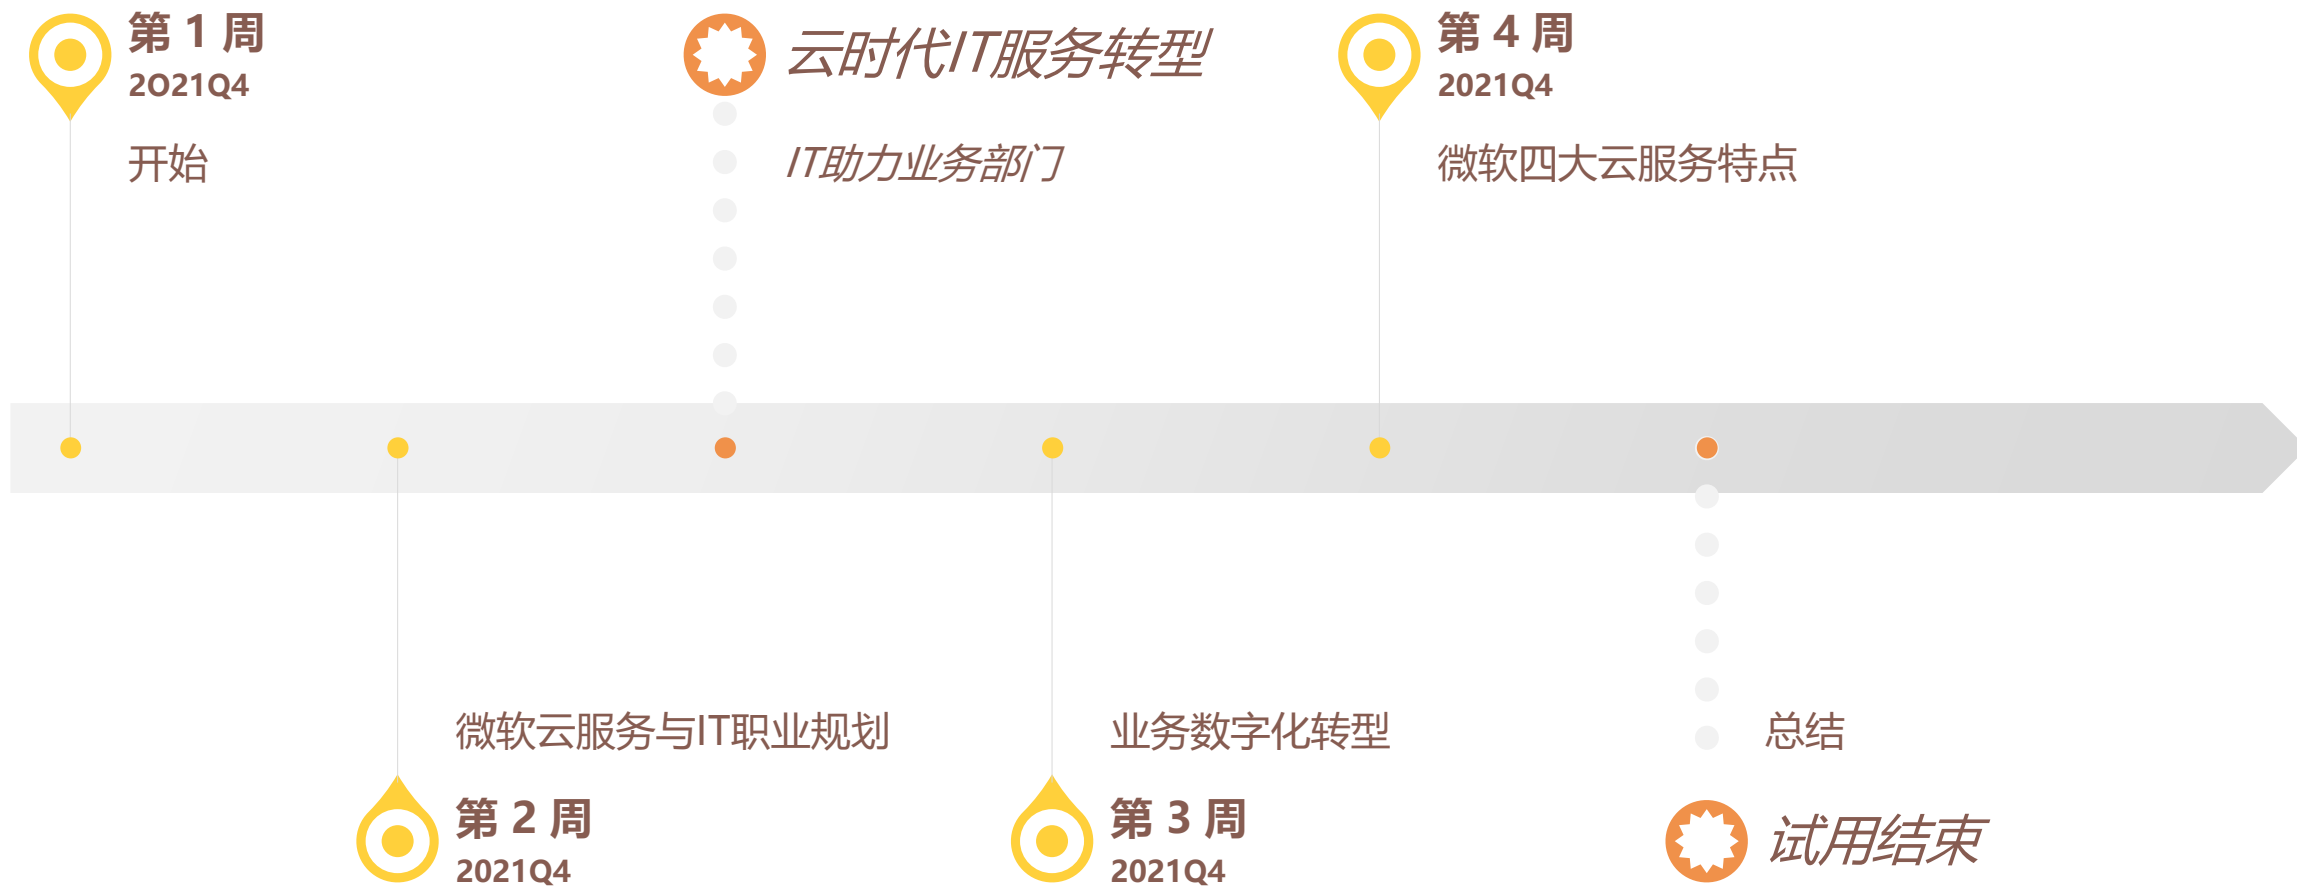 第 1 周
2O21Q4
开始
云时代IT服务转型
IT助力业务部门
第 4 周
2021Q4
微软四大云服务特点
微软云服务与IT职业规划
第 2 周
2021Q4
业务数字化转型
第 3 周
2021Q4
总结
试用结束